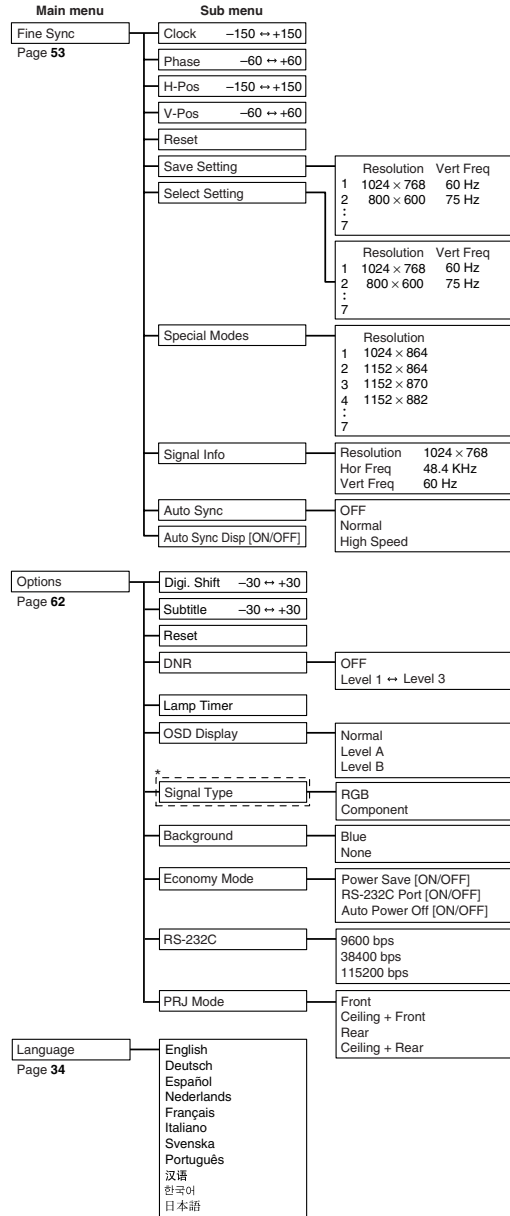 Main menu Sub menu
Fine Sync
Page 53
Clock −150 ↔ +150
Phase −60 ↔ +60
H-Pos −150 ↔ +150
V-Pos −60 ↔ +60
Reset
Save Setting
Resolution Vert Freq
1 1024 × 768 60 Hz
2 800 × 600 75 Hz
:
7
Select Setting
Resolution Vert Freq
1 1024 × 768 60 Hz
2 800 × 600 75 Hz
:
7
Special Modes
Resolution
1 1024 × 864
2 1152 × 864
3 1152 × 870
4 1152 × 882
:
7
Signal Info
Resolution 1024 × 768
Hor Freq 48.4 KHz
Vert Freq 60 Hz
Auto Sync
OFF
Normal
High Speed
Auto Sync Disp [ON/OFF]
Options
Page 62
Digi. Shift −30 ↔ +30
Subtitle −30 ↔ +30
Reset
DNR
OFF
Level 1 ↔ Level 3
Lamp Timer
OSD Display
Normal
Level A
Level B
*
Signal Type
RGB
Component
Background
Blue
None
Economy Mode
Power Save [ON/OFF]
RS-232C Port [ON/OFF]
Auto Power Off [ON/OFF]
RS-232C
9600 bps
38400 bps
115200 bps
PRJ Mode
Front
Ceiling + Front
Rear
Ceiling + Rear
Language
Page 34
English
Deutsch
Español
Nederlands
Français
Italiano
Svenska
Português
汉语
한국어
日本語